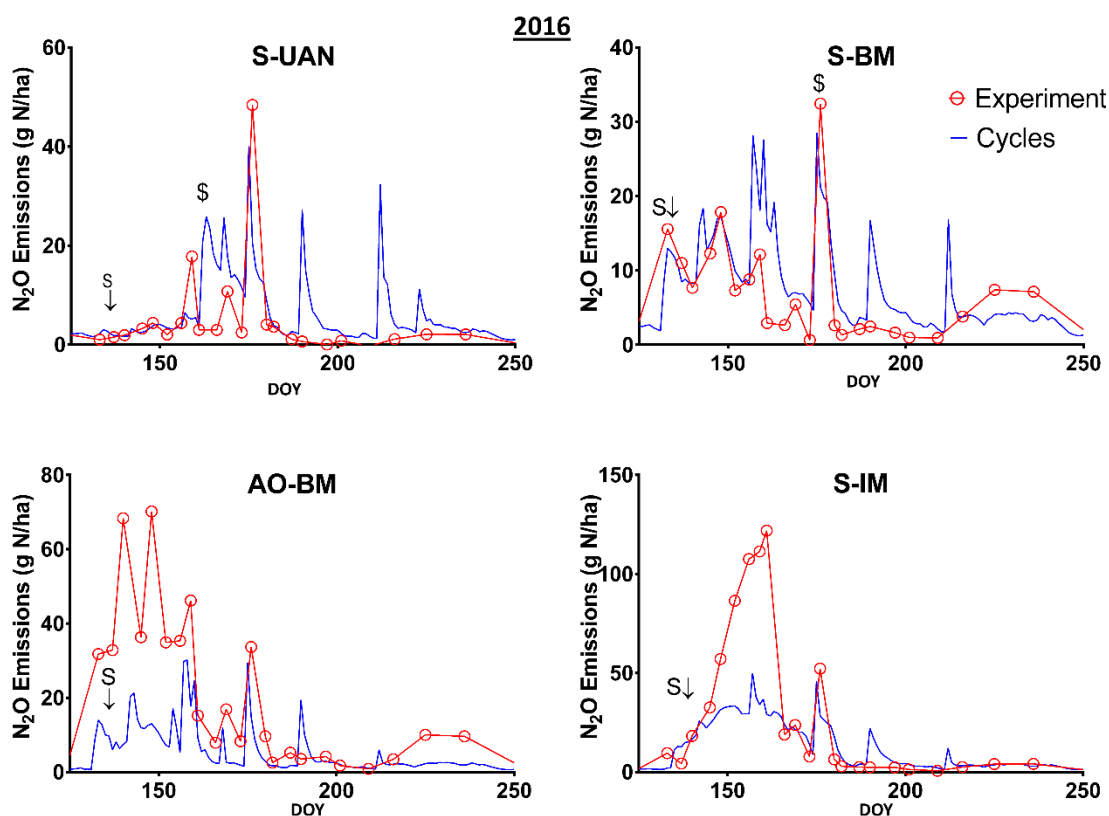 2016
S-UAN
N₂O Emissions (g N/ha)
60
40
20
0
S
↓
$
150
200
250
DOY
S-BM
N₂O Emissions (g N/ha)
40
30
20
10
0
S↓
$
150
200
250
DOY
Experiment
Cycles
AO-BM
N₂O Emissions (g N/ha)
80
60
40
20
0
S
↓
150
200
250
DOY
S-IM
N₂O Emissions (g N/ha)
150
100
50
0
S↓
150
200
250
DOY